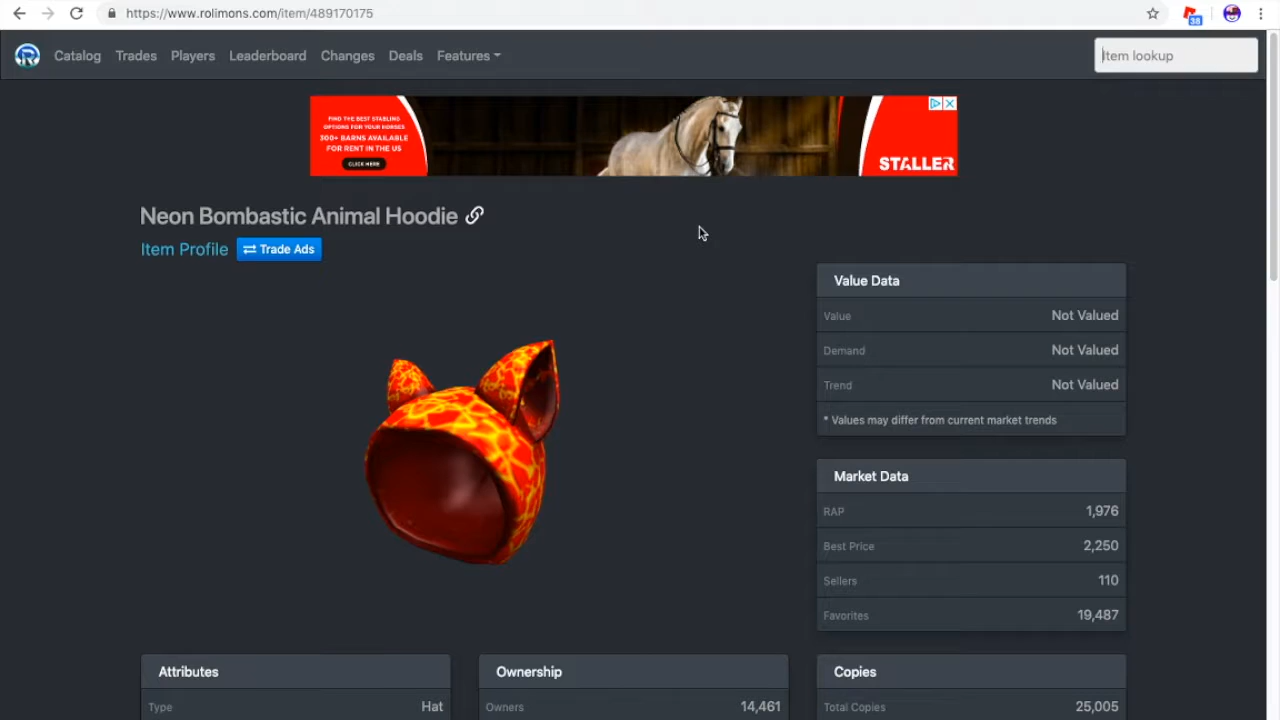 https://www.rolimons.com/item/489170175
38
Catalog Trades Players Leaderboard Changes Deals Features
Item lookup
FIND THE BEST STABLING
OPTIONS FOR YOUR HORSES
300+ BARNS AVAILABLE
FOR RENT IN THE US
CLICK HERE
STALLER
Neon Bombastic Animal Hoodie
Item Profile Trade Ads
Value Data
Value Not Valued
Demand Not Valued
Trend Not Valued
* Values may differ from current market trends
Market Data
RAP 1,976
Best Price 2,250
Sellers 110
Favorites 19,487
Attributes
Type Hat
Ownership
Owners 14,461
Copies
Total Copies 25,005